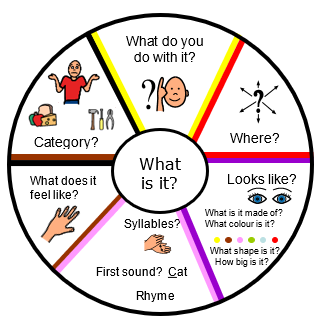 What do you
do with it?
?
?
Where?
Looks like?
What is it made of?
What colour is it?
What shape is it?
How big is it?
Syllables?
First sound?  Cat
Rhyme
What does it
feel like?
Category?
What
is it?